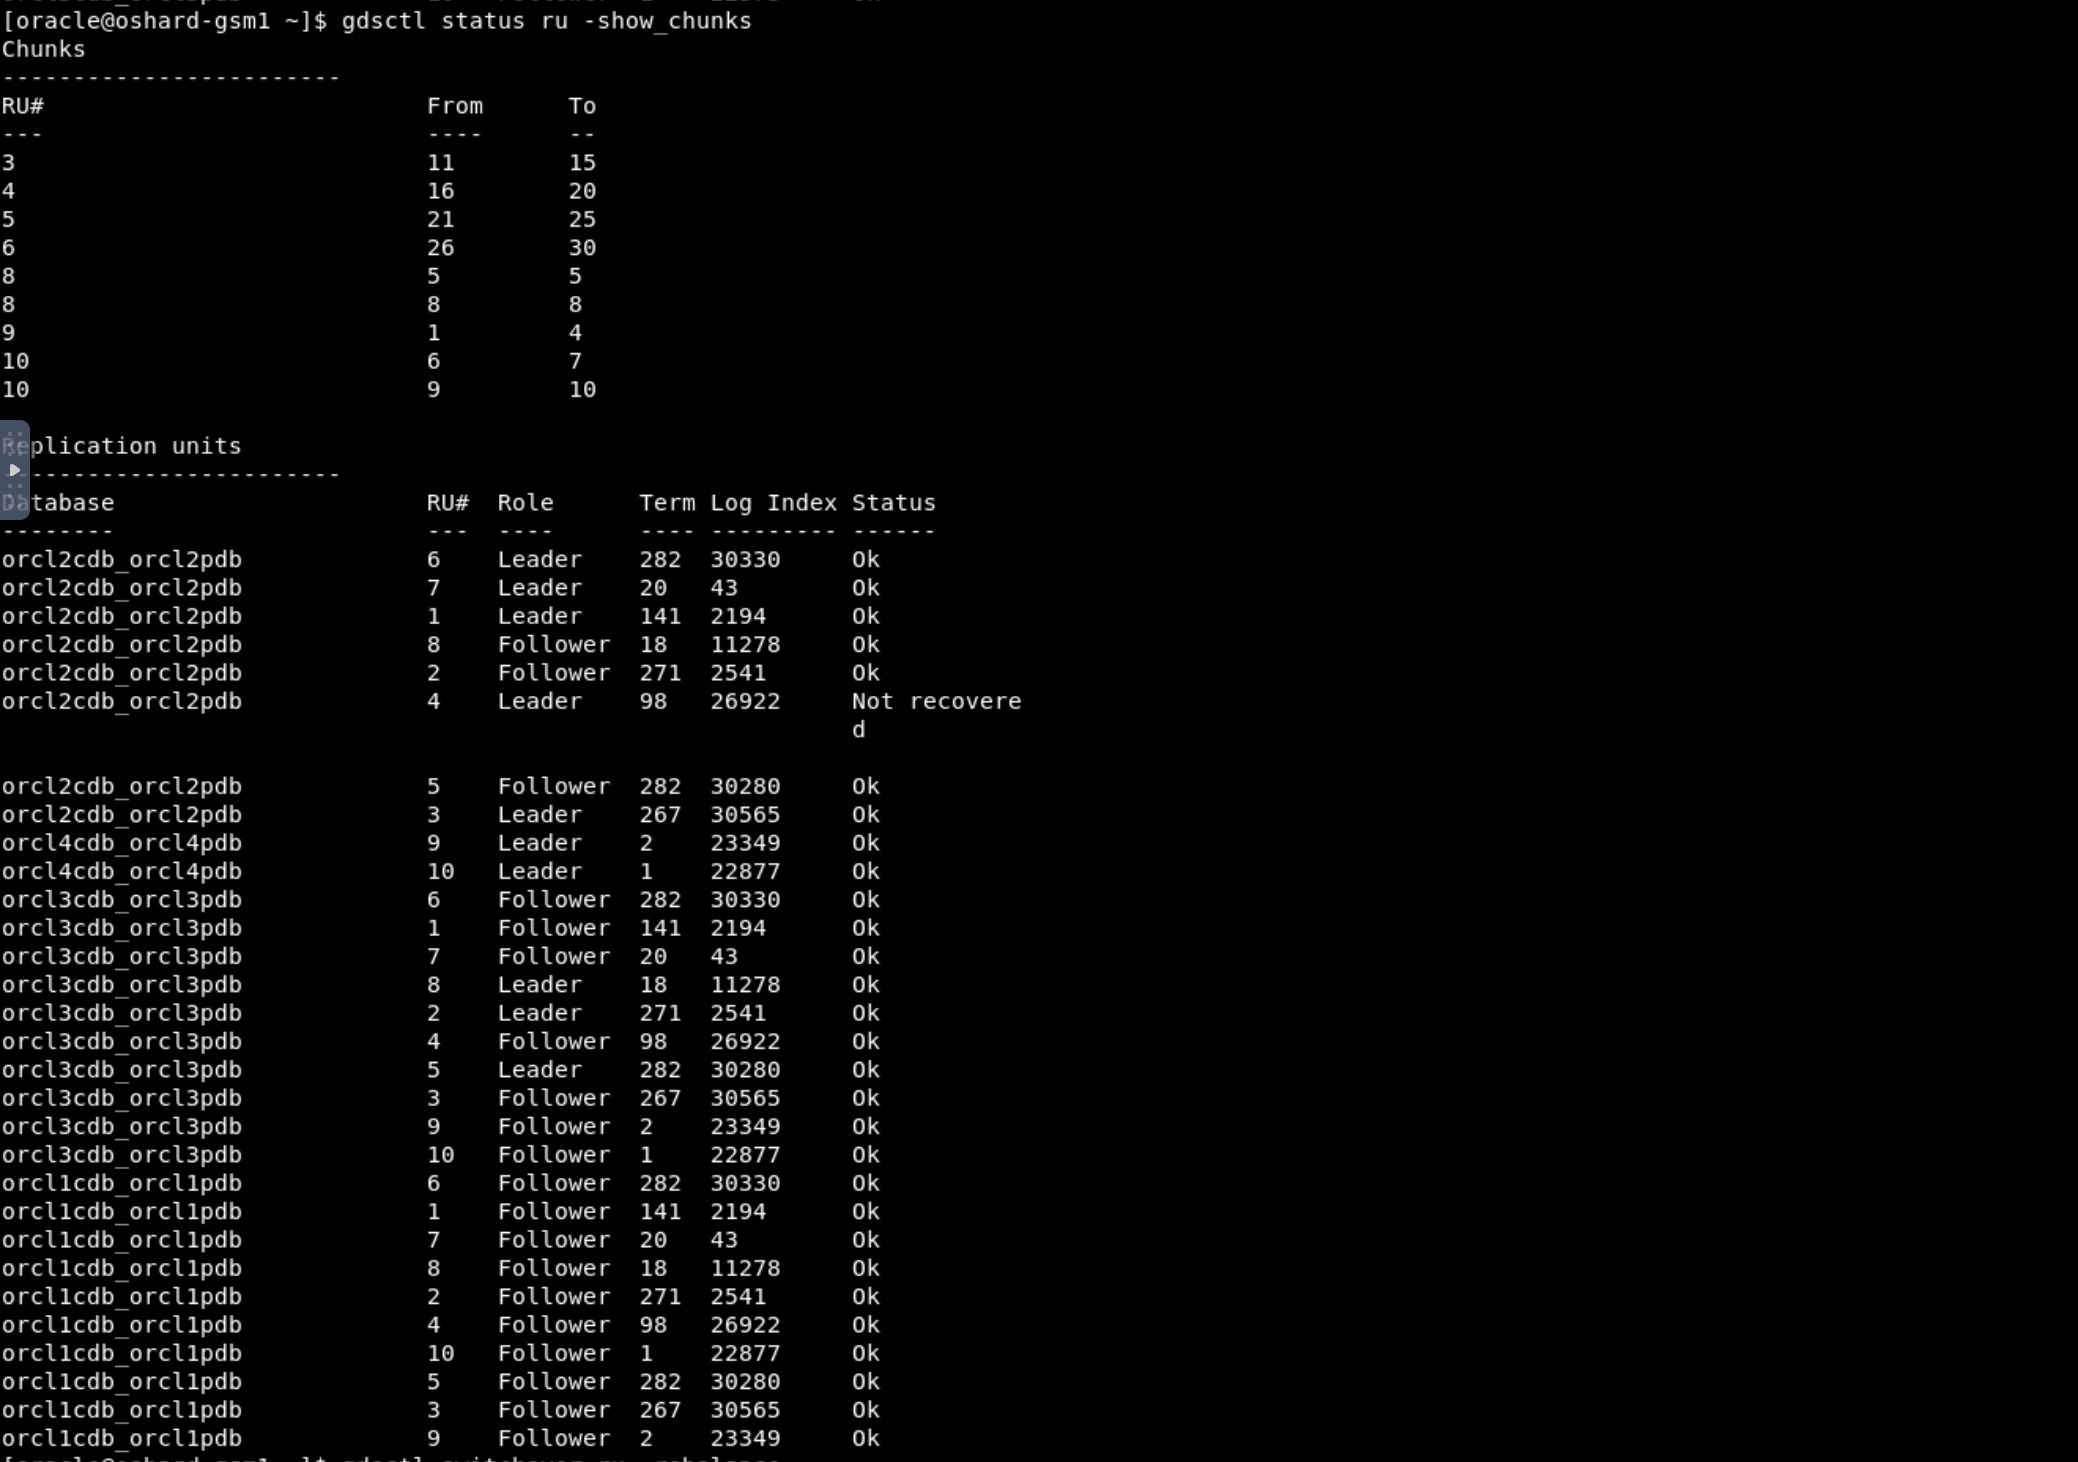 [oracle@oshard-gsm1 ~]$ gdsctl status ru -show_chunks
Chunks
------------------------
RU# From To
--- ---- --
3 11 15
4 16 20
5 21 25
6 26 30
8 5 5
8 8 8
9 1 4
10 6 7
10 9 10
Replication units
------------------------
Database RU# Role Term Log Index Status
-------- --- ---- ---- --------- ------
orcl2cdb_orcl2pdb 6 Leader 282 30330 Ok
orcl2cdb_orcl2pdb 7 Leader 20 43 Ok
orcl2cdb_orcl2pdb 1 Leader 141 2194 Ok
orcl2cdb_orcl2pdb 8 Follower 18 11278 Ok
orcl2cdb_orcl2pdb 2 Follower 271 2541 Ok
orcl2cdb_orcl2pdb 4 Leader 98 26922 Not recovere
d
orcl2cdb_orcl2pdb 5 Follower 282 30280 Ok
orcl2cdb_orcl2pdb 3 Leader 267 30565 Ok
orcl4cdb_orcl4pdb 9 Leader 2 23349 Ok
orcl4cdb_orcl4pdb 10 Leader 1 22877 Ok
orcl3cdb_orcl3pdb 6 Follower 282 30330 Ok
orcl3cdb_orcl3pdb 1 Follower 141 2194 Ok
orcl3cdb_orcl3pdb 7 Follower 20 43 Ok
orcl3cdb_orcl3pdb 8 Leader 18 11278 Ok
orcl3cdb_orcl3pdb 2 Leader 271 2541 Ok
orcl3cdb_orcl3pdb 4 Follower 98 26922 Ok
orcl3cdb_orcl3pdb 5 Leader 282 30280 Ok
orcl3cdb_orcl3pdb 3 Follower 267 30565 Ok
orcl3cdb_orcl3pdb 9 Follower 2 23349 Ok
orcl3cdb_orcl3pdb 10 Follower 1 22877 Ok
orcl1cdb_orcl1pdb 6 Follower 282 30330 Ok
orcl1cdb_orcl1pdb 1 Follower 141 2194 Ok
orcl1cdb_orcl1pdb 7 Follower 20 43 Ok
orcl1cdb_orcl1pdb 8 Follower 18 11278 Ok
orcl1cdb_orcl1pdb 2 Follower 271 2541 Ok
orcl1cdb_orcl1pdb 4 Follower 98 26922 Ok
orcl1cdb_orcl1pdb 10 Follower 1 22877 Ok
orcl1cdb_orcl1pdb 5 Follower 282 30280 Ok
orcl1cdb_orcl1pdb 3 Follower 267 30565 Ok
orcl1cdb_orcl1pdb 9 Follower 2 23349 Ok